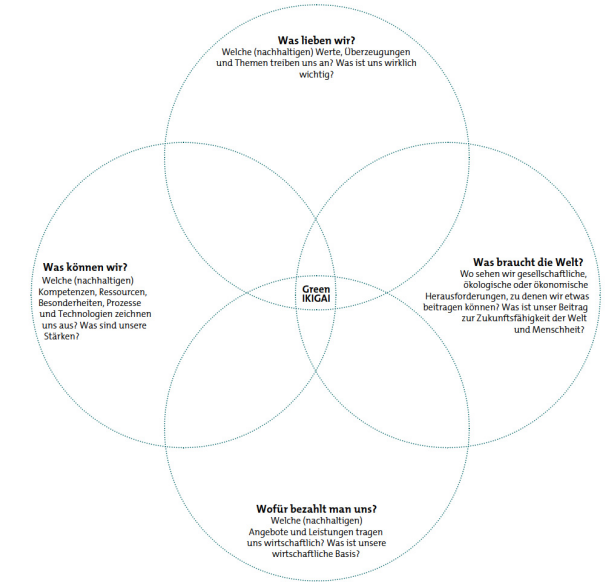 Was lieben wir?
Welche (nachhaltigen) Werte, Überzeugungen
und Themen treiben uns an? Was ist uns wirklich
wichtig?
Was können wir?
Welche (nachhaltigen)
Kompetenzen, Ressourcen,
Besonderheiten, Prozesse
und Technologien zeichnen
uns aus? Was sind unsere
Stärken?
Green
IKIGAI
Was braucht die Welt?
Wo sehen wir gesellschaftliche,
ökologische oder ökonomische
Herausforderungen, zu denen wir etwas
beitragen können? Was ist unser Beitrag
zur Zukunftsfähigkeit der Welt
und Menschheit?
Wofür bezahlt man uns?
Welche (nachhaltigen)
Angebote und Leistungen tragen
uns wirtschaftlich? Was ist unsere
wirtschaftliche Basis?